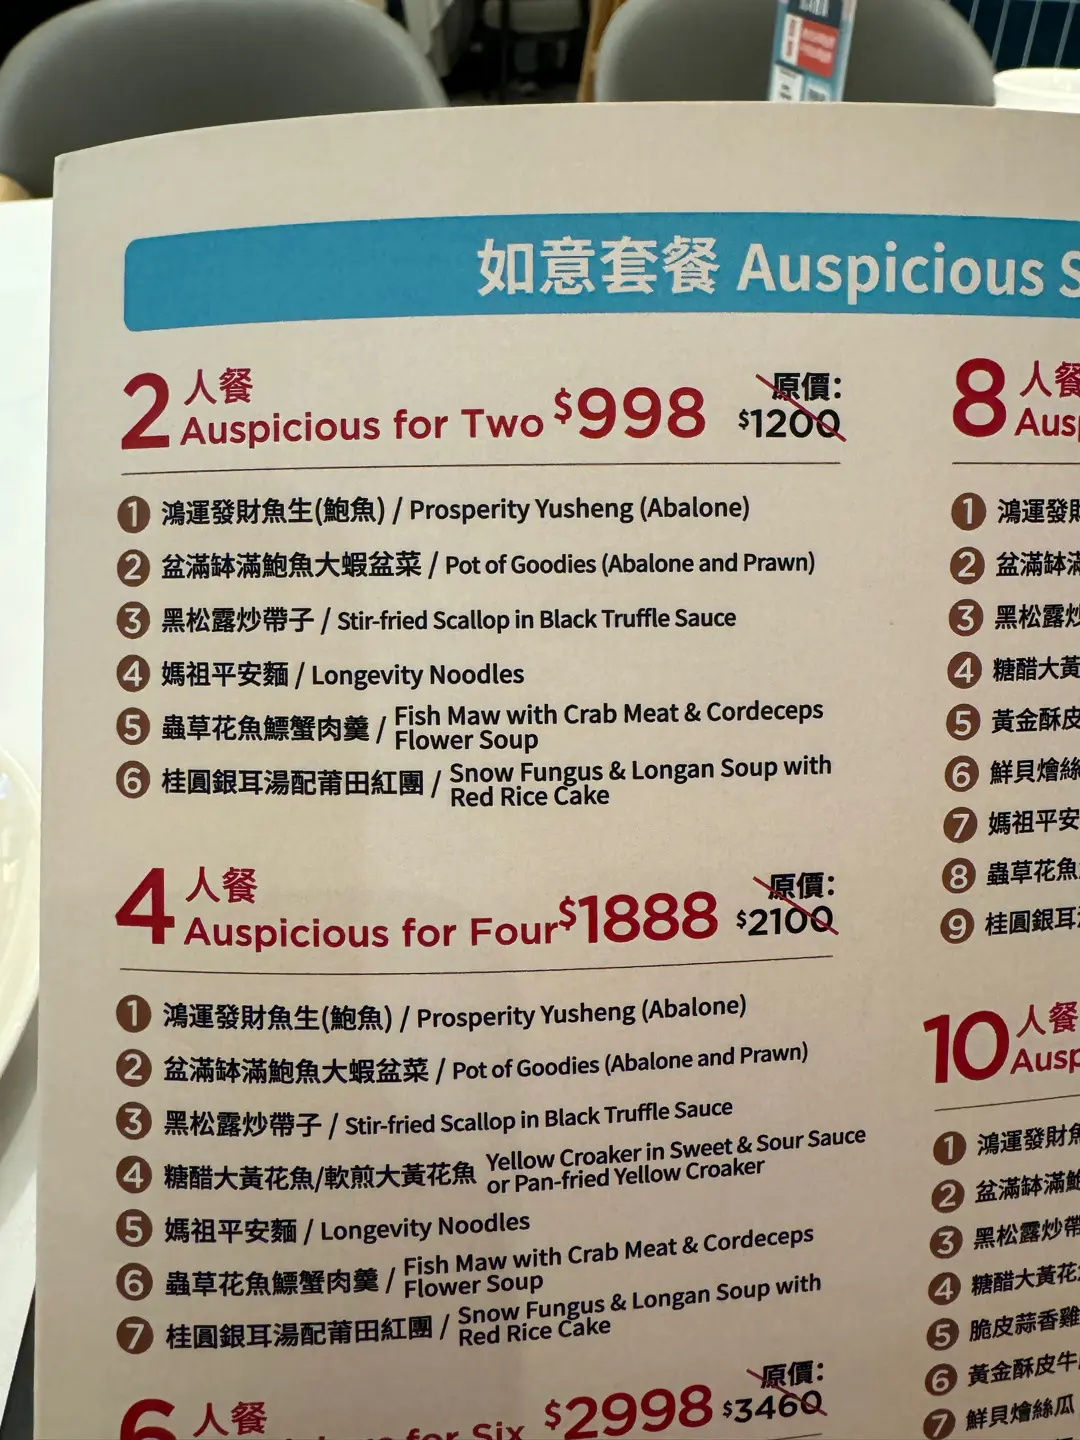 如意套餐 Auspicious
2 人餐
Auspicious for Two $998 原價: $1200
1 鴻運發財魚生(鮑魚) / Prosperity Yusheng (Abalone)
2 盆滿缽滿鮑魚大蝦盆菜 / Pot of Goodies (Abalone and Prawn)
3 黑松露炒帶子 / Stir-fried Scallop in Black Truffle Sauce
4 媽祖平安麵 / Longevity Noodles
5 蟲草花魚鰾蟹肉羹 / Fish Maw with Crab Meat & Cordeceps
Flower Soup
6 桂圓銀耳湯配莆田紅團 / Snow Fungus & Longan Soup with
Red Rice Cake
4 人餐
Auspicious for Four $1888 原價: $2100
1 鴻運發財魚生(鮑魚) / Prosperity Yusheng (Abalone)
2 盆滿缽滿鮑魚大蝦盆菜 / Pot of Goodies (Abalone and Prawn)
3 黑松露炒帶子 / Stir-fried Scallop in Black Truffle Sauce
4 糖醋大黃花魚/軟煎大黃花魚 Yellow Croaker in Sweet & Sour Sauce
or Pan-fried Yellow Croaker
5 媽祖平安麵 / Longevity Noodles
6 蟲草花魚鰾蟹肉羹 / Fish Maw with Crab Meat & Cordeceps
Flower Soup
7 桂圓銀耳湯配莆田紅團 / Snow Fungus & Longan Soup with
Red Rice Cake
6 人餐
for Six $2998 原價: $3460
8 人餐
Ausp
1 鴻運發財
2 盆滿缽滿
3 黑松露炒
4 糖醋大黃
5 黃金酥皮
6 鮮貝燴絲
7 媽祖平安
8 蟲草花魚
9 桂圓銀耳
10 人餐
Ausp
1 鴻運發財魚
2 盆滿缽滿鮑
3 黑松露炒帶
4 糖醋大黃花
5 脆皮蒜香雞
6 黃金酥皮牛
7 鮮貝燴絲瓜